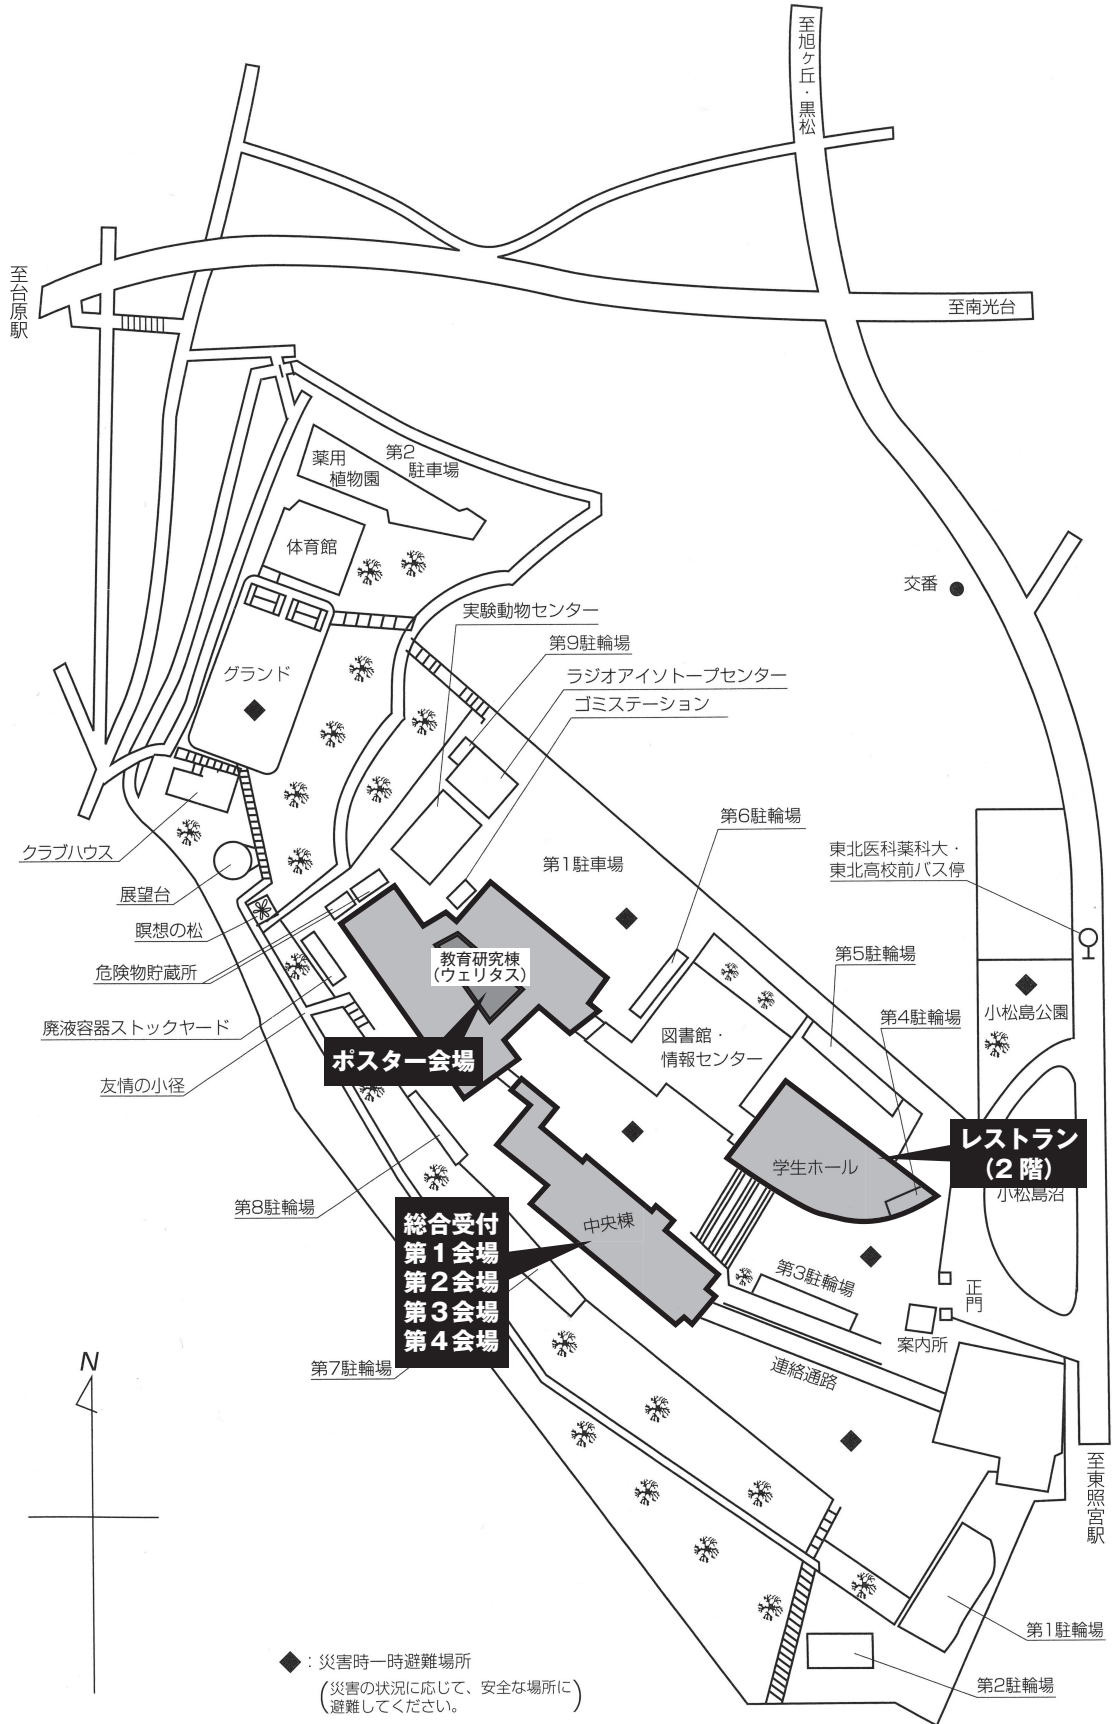 至旭ヶ丘・黒松
至台原駅
至南光台
薬用
植物園
第2
駐車場
体育館
交番
実験動物センター
第9駐輪場
グランド
ラジオアイソトープセンター
ゴミステーション
第6駐輪場
クラブハウス
第1駐車場
東北医科薬科大・
東北高校前バス停
展望台
瞑想の松
教育研究棟
(ウェリタス)
第5駐輪場
危険物貯蔵所
第4駐輪場
小松島公園
廃液容器ストックヤード
図書館・
情報センター
ポスター会場
友情の小径
レストラン
(2階)
学生ホール
小松島沼
第8駐輪場
総合受付
第1会場
第2会場
第3会場
第4会場
中央棟
第3駐輪場
正門
案内所
第7駐輪場
連絡通路
N
至東照宮駅
第1駐輪場
第2駐輪場
◆：災害時一時避難場所
(災害の状況に応じて、安全な場所に
避難してください。)